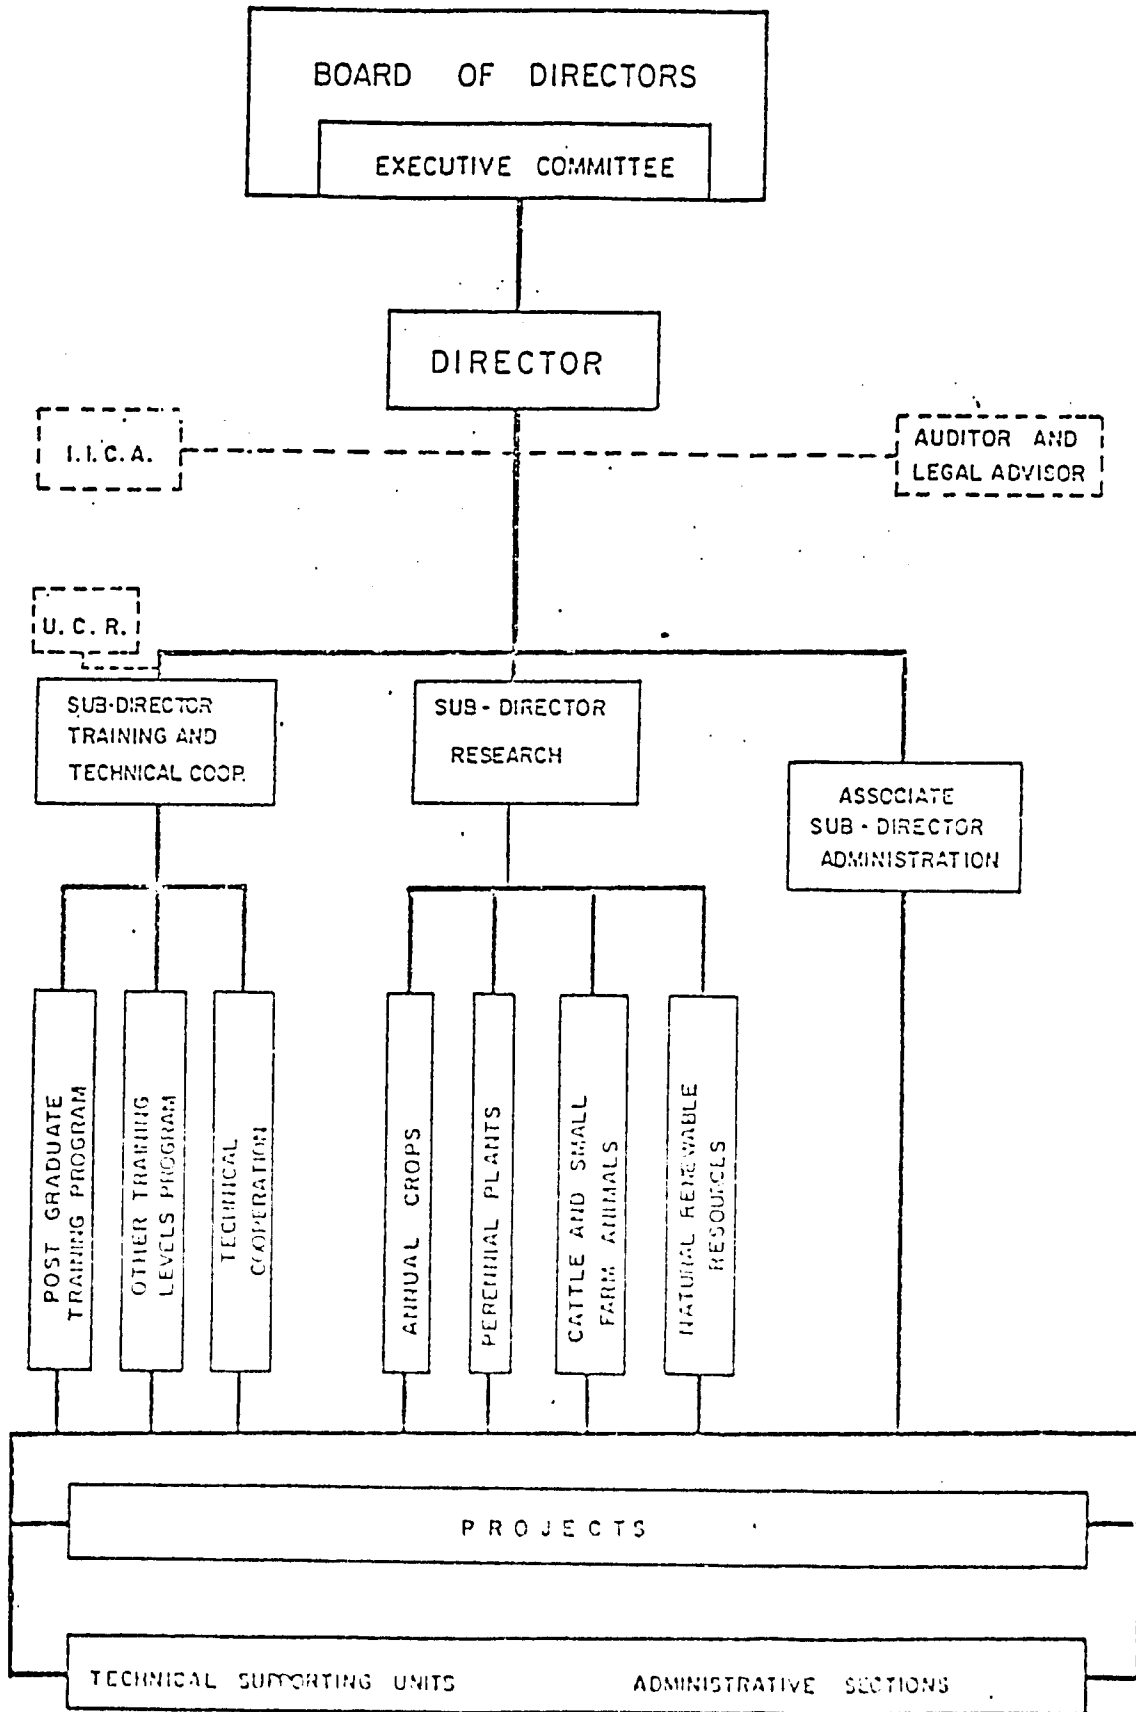 BOARD OF DIRECTORS
EXECUTIVE COMMITTEE
DIRECTOR
I.I.C.A.
AUDITOR AND
LEGAL ADVISOR
U. C. R.
SUB-DIRECTOR
TRAINING AND
TECHNICAL COOP.
SUB-DIRECTOR
RESEARCH
ASSOCIATE
SUB-DIRECTOR
ADMINISTRATION
POST GRADUATE
TRAINING PROGRAM
OTHER TRAINING
LEVELS PROGRAM
TECHNICAL
COOPERATION
ANNUAL CROPS
PERENNIAL PLANTS
CATTLE AND SMALL
FARM ANIMALS
NATURAL RENEWABLE
RESOURCES
PROJECTS
TECHNICAL SUPPORTING UNITS ADMINISTRATIVE SECTIONS